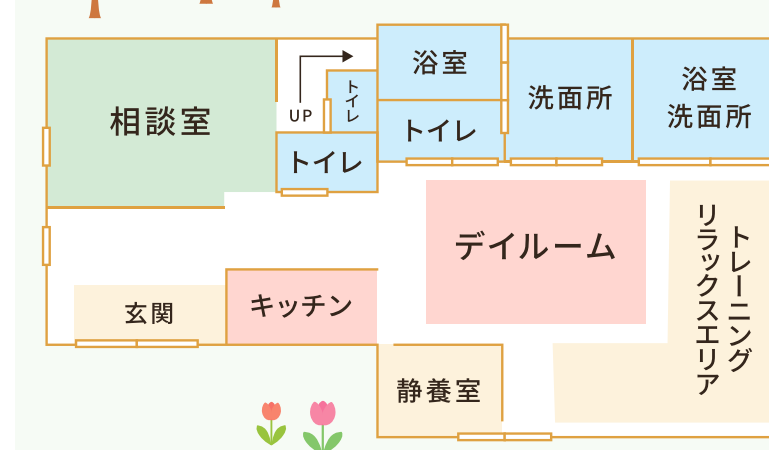 相談室
UP
トイレ
トイレ
浴室
トイレ
洗面所
浴室
洗面所
デイルーム
トレーニング
リラックスエリア
玄関
キッチン
静養室